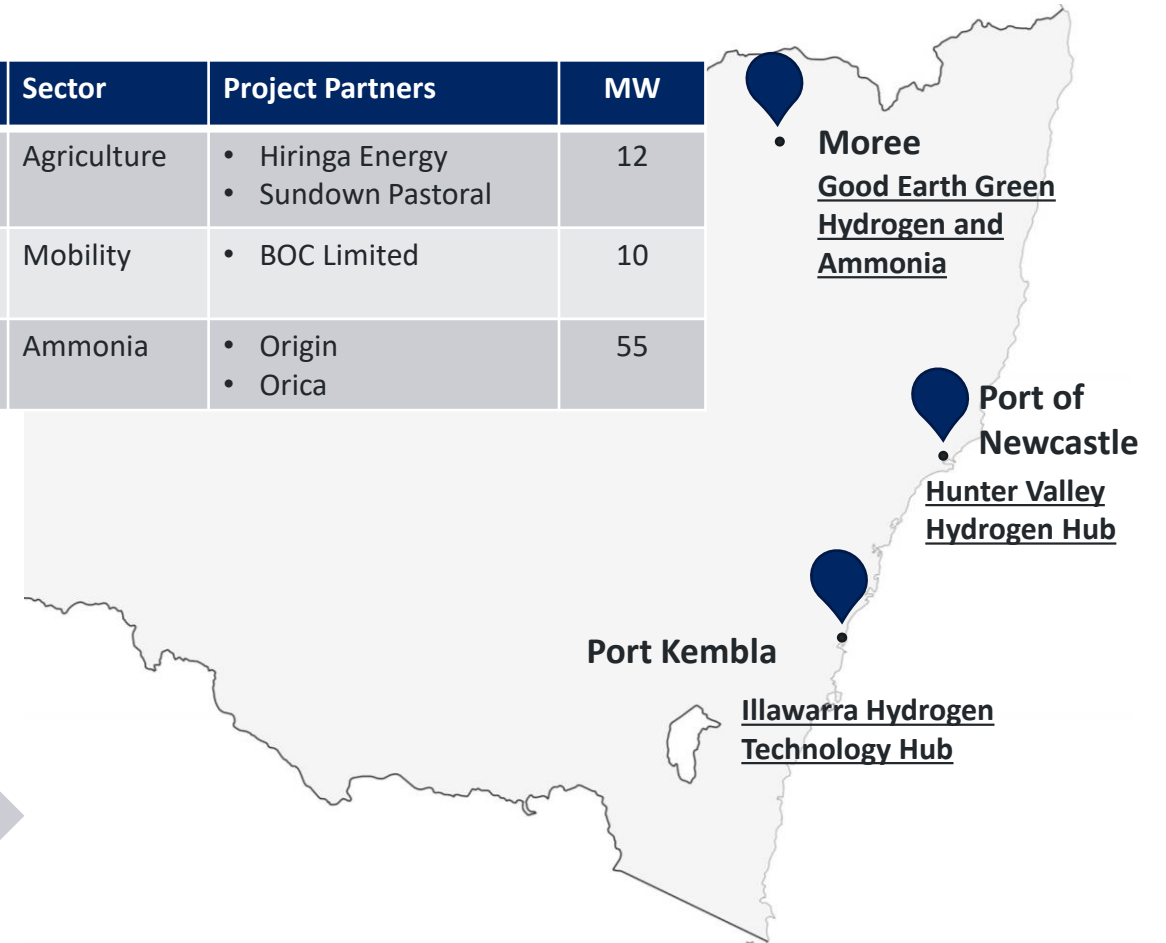 Sector Project Partners MW
Agriculture • Hiringa Energy 12
• Sundown Pastoral
Mobility • BOC Limited 10
Ammonia • Origin 55
• Orica
Moree
Good Earth Green
Hydrogen and
Ammonia
Port of
Newcastle
Hunter Valley
Hydrogen Hub
Port Kembla
Illawarra Hydrogen
Technology Hub